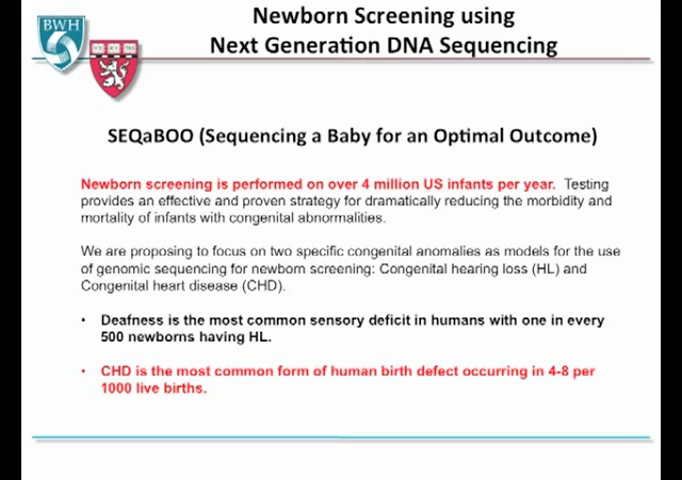 BWH
Newborn Screening using
Next Generation DNA Sequencing
SEQaBOO (Sequencing a Baby for an Optimal Outcome)
Newborn screening is performed on over 4 million US infants per year. Testing
provides an effective and proven strategy for dramatically reducing the morbidity and
mortality of infants with congenital abnormalities.
We are proposing to focus on two specific congenital anomalies as models for the use
of genomic sequencing for newborn screening: Congenital hearing loss (HL) and
Congenital heart disease (CHD).
• Deafness is the most common sensory deficit in humans with one in every
500 newborns having HL.
• CHD is the most common form of human birth defect occurring in 4-8 per
1000 live births.